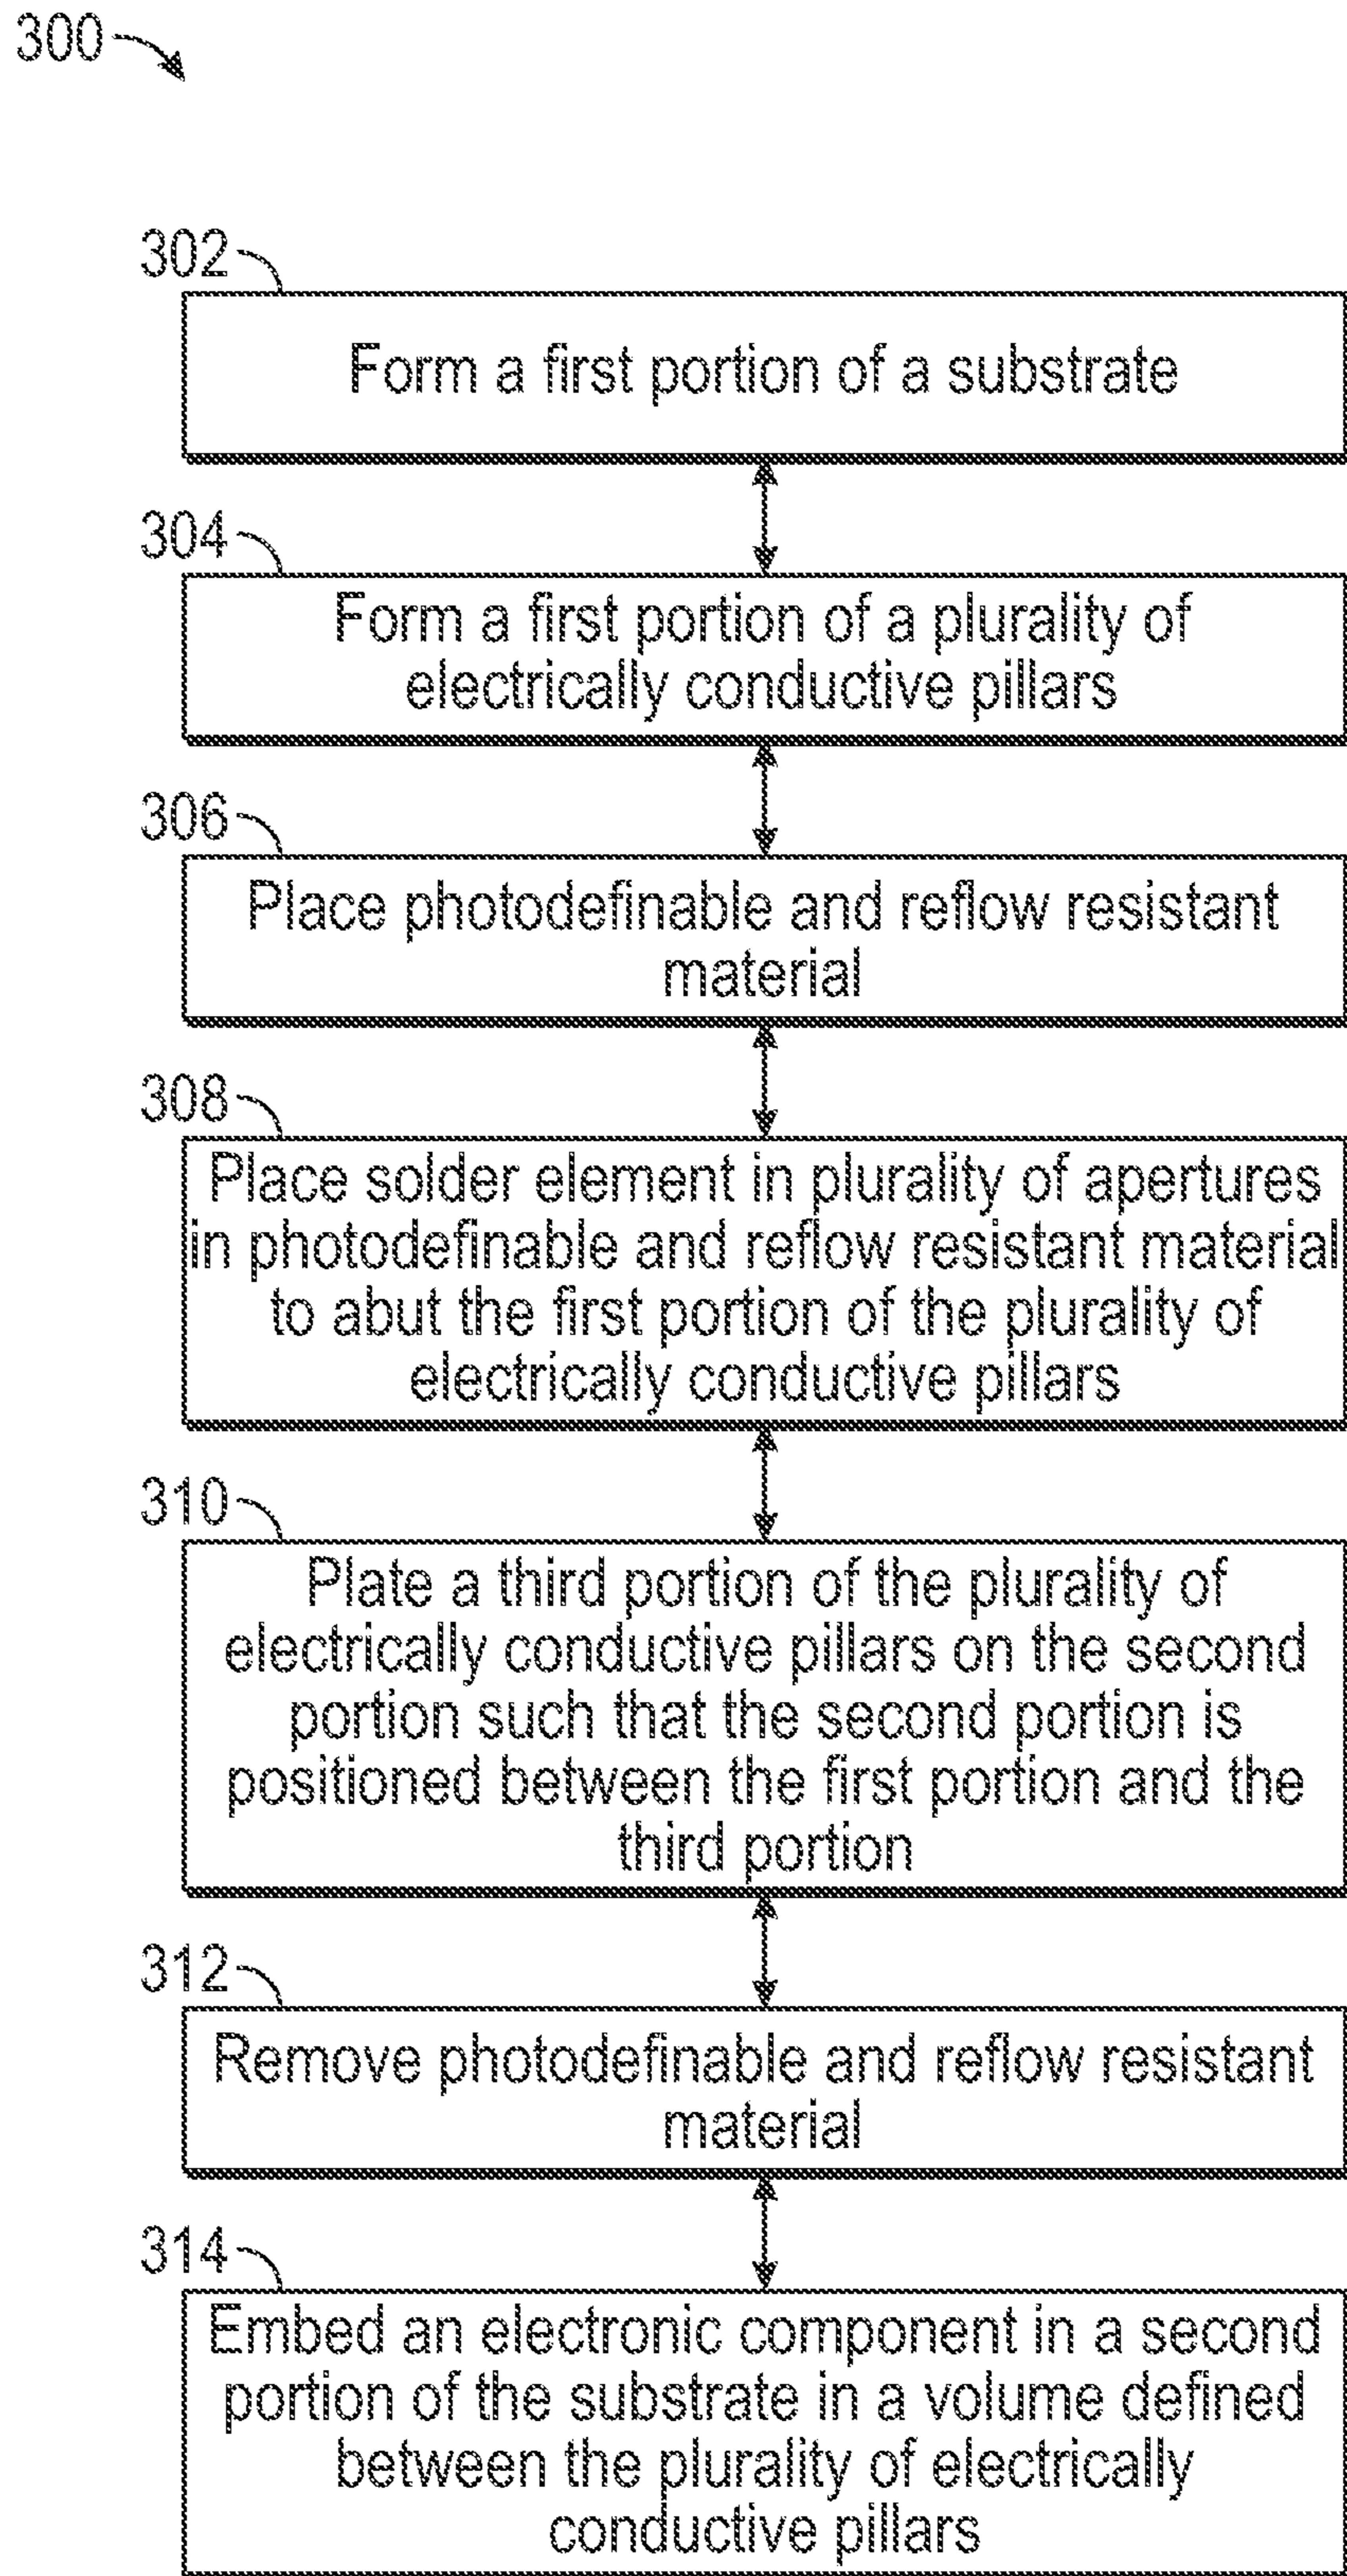 300
302
Form a first portion of a substrate
304
Form a first portion of a plurality of
electrically conductive pillars
306
Place photodefinable and reflow resistant
material
308
Place solder element in plurality of apertures
in photodefinable and reflow resistant material
to abut the first portion of the plurality of
electrically conductive pillars
310
Plate a third portion of the plurality of
electrically conductive pillars on the second
portion such that the second portion is
positioned between the first portion and the
third portion
312
Remove photodefinable and reflow resistant
material
314
Embed an electronic component in a second
portion of the substrate in a volume defined
between the plurality of electrically
conductive pillars